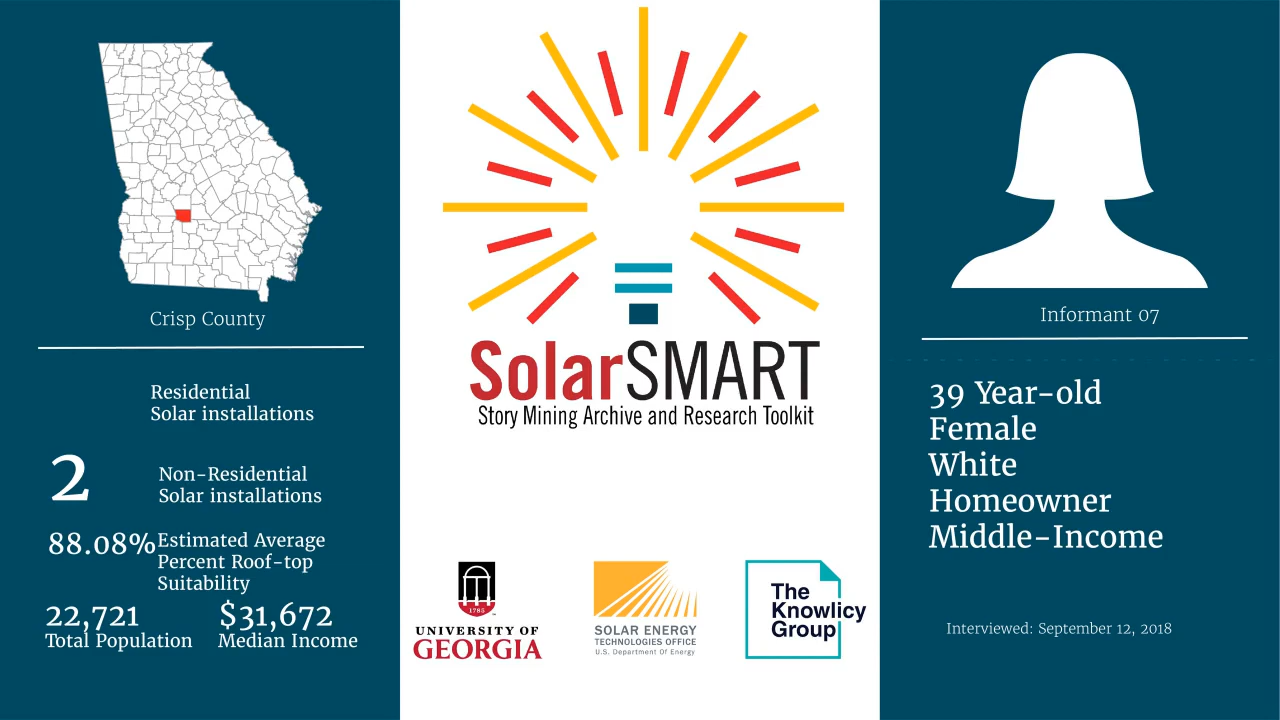 Crisp County
Residential
Solar installations
2
Non-Residential
Solar installations
88.08%
Estimated Average
Percent Roof-top
Suitability
22,721
Total Population
$31,672
Median Income
SolarSMART
Story Mining Archive and Research Toolkit
1785
UNIVERSITY OF
GEORGIA
SOLAR ENERGY
TECHNOLOGIES OFFICE
U.S. Department Of Energy
The
Knowlicy
Group
Informant 07
39 Year-old
Female
White
Homeowner
Middle-Income
Interviewed: September 12, 2018